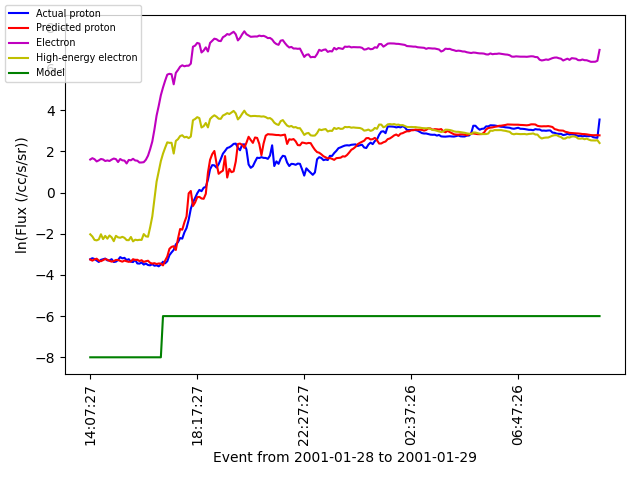 Actual proton
Predicted proton
Electron
High-energy electron
Model
4
2
0
−2
−4
−6
−8
ln(Flux (/cc/s/sr))
14:07:27
18:17:27
22:27:27
02:37:26
06:47:26
Event from 2001-01-28 to 2001-01-29